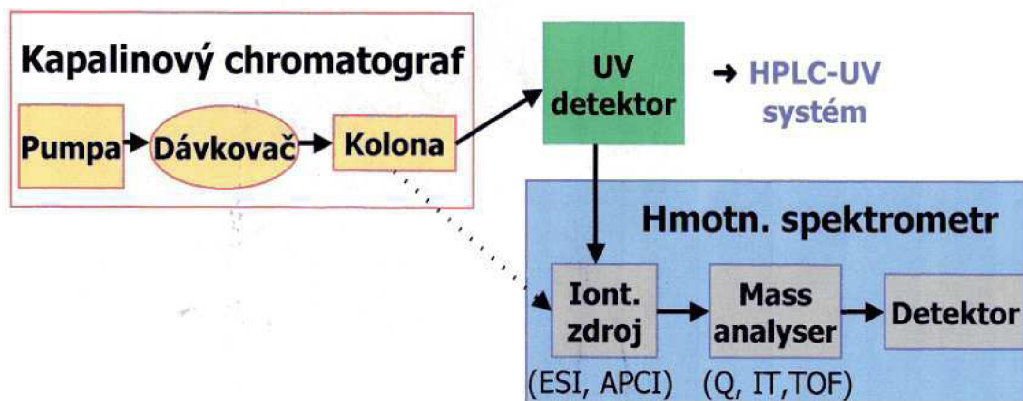 Kapalinový chromatograf
Pumpa
Dávkovač
Kolona
UV
detektor
→ HPLC-UV
systém
Hmotn. spektrometr
Iont.
zdroj
Mass
analyser
Detektor
(ESI, APCI)
(Q, IT,TOF)